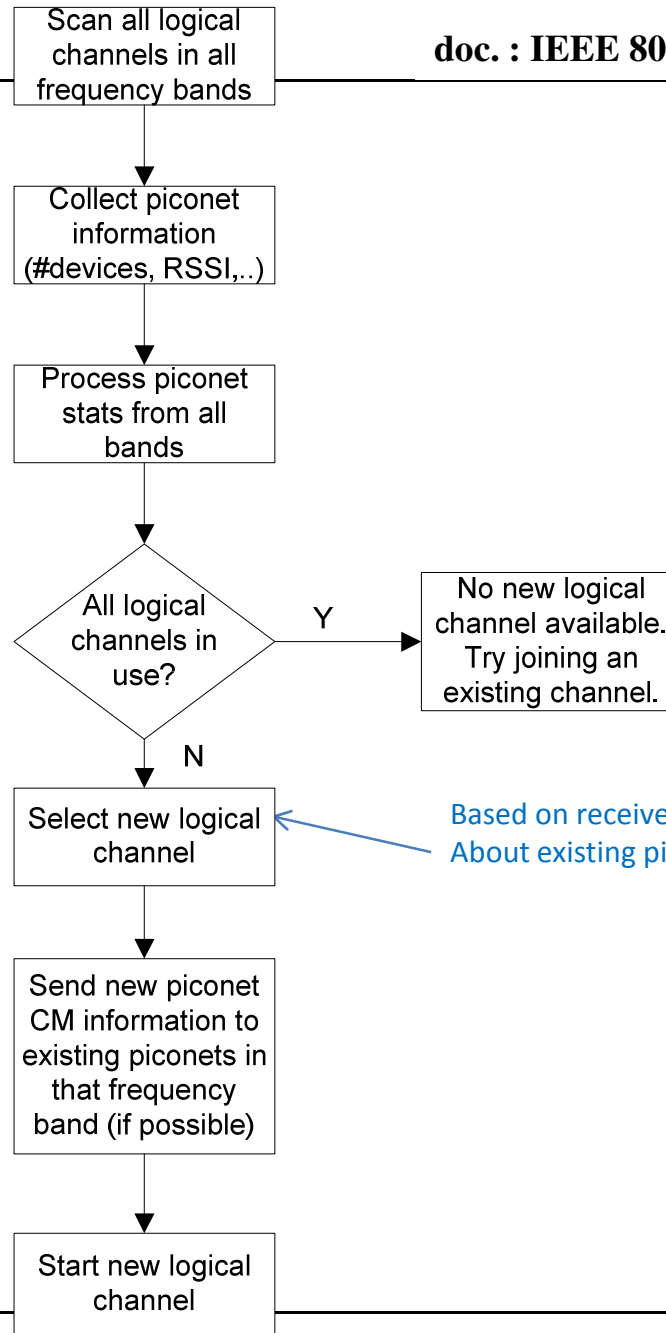 Scan all logical
channels in all
frequency bands
doc. : IEEE 80
Collect piconet
information
(#devices, RSSI,..)
Process piconet
stats from all
bands
All logical
channels in
use?
Y
No new logical
channel available.
Try joining an
existing channel.
N
Select new logical
channel
Based on receive
About existing pi
Send new piconet
CM information to
existing piconets in
that frequency
band (if possible)
Start new logical
channel